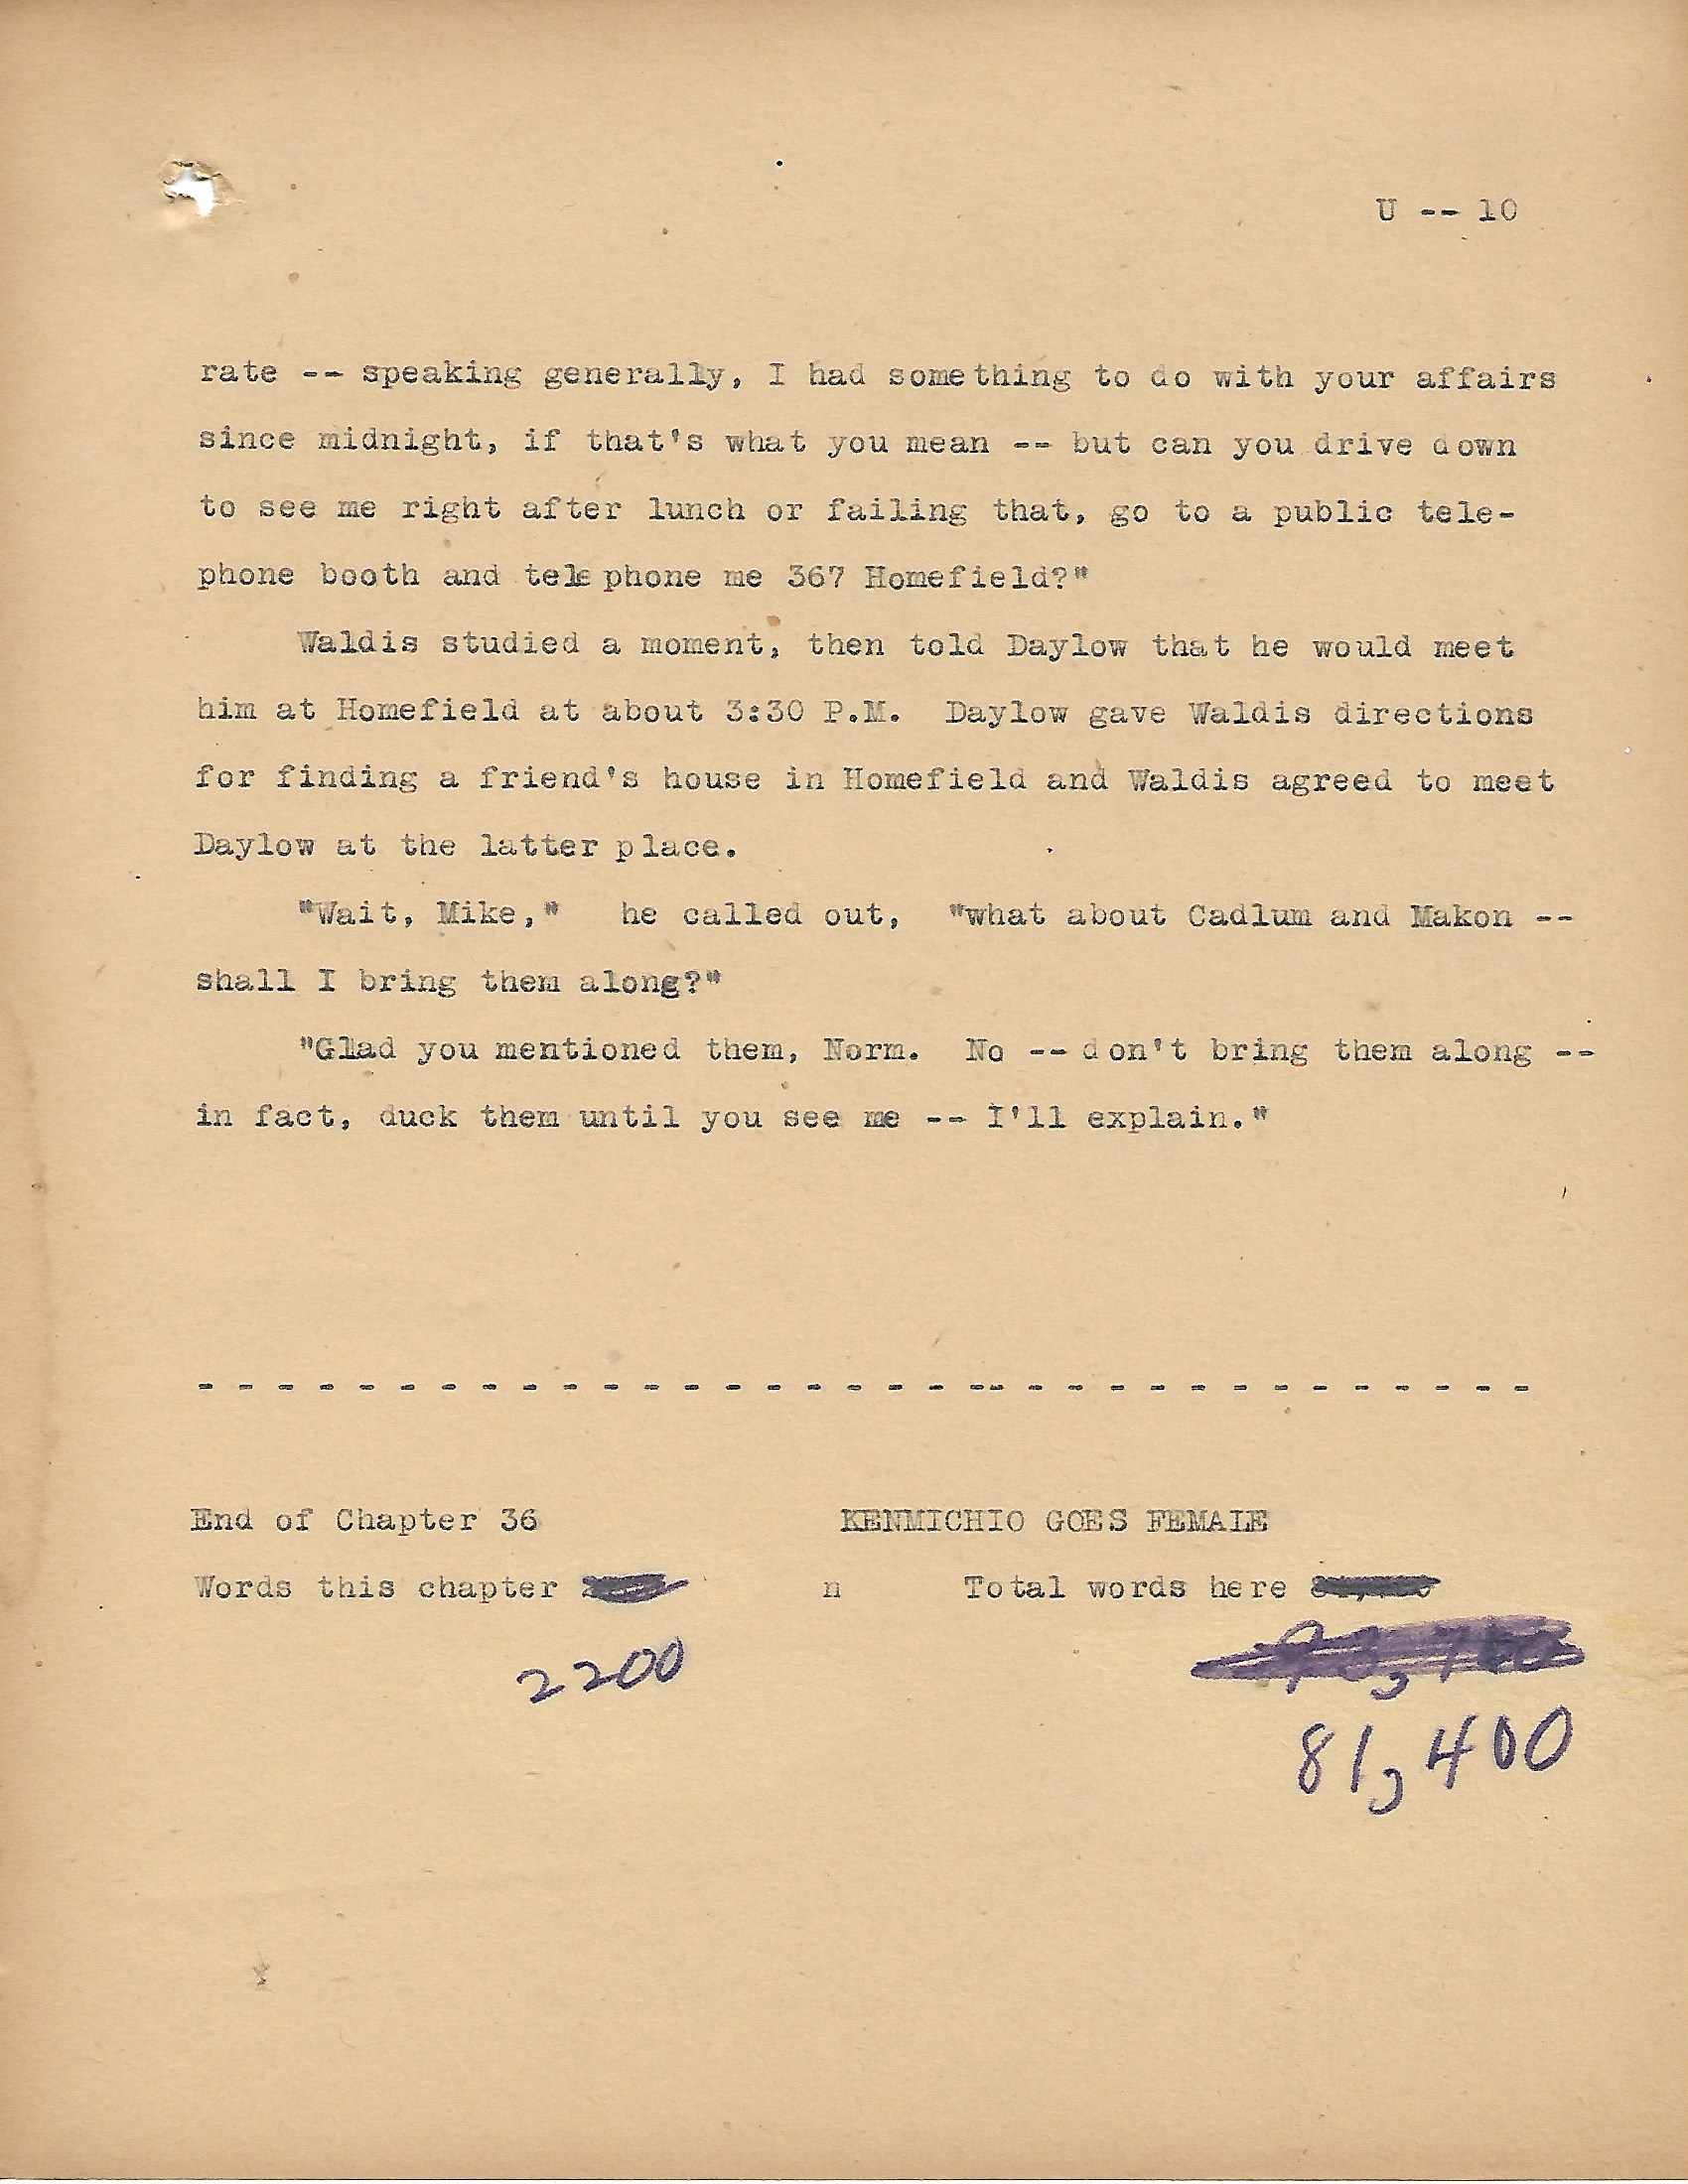 U -- 10
rate -- speaking generally, I had something to do with your affairs
since midnight, if that's what you mean -- but can you drive down
to see me right after lunch or failing that, go to a public tele-
phone booth and telephone me 367 Homefield?"
Waldis studied a moment, then told Daylow that he would meet
him at Homefield at about 3:30 P.M.  Daylow gave Waldis directions
for finding a friend's house in Homefield and Waldis agreed to meet
Daylow at the latter place.
"Wait, Mike,"  he called out,  "what about Cadlum and Makon --
shall I bring them along?"
"Glad you mentioned them, Norm.  No -- don't bring them along --
in fact, duck them until you see me -- I'll explain."
- - - - - - - - - - - - - - - - - - - - - - - - - - - - - - - - -
End of Chapter 36 KENMICHIO GOES FEMALE
Words this chapter n Total words here
2200
81,400